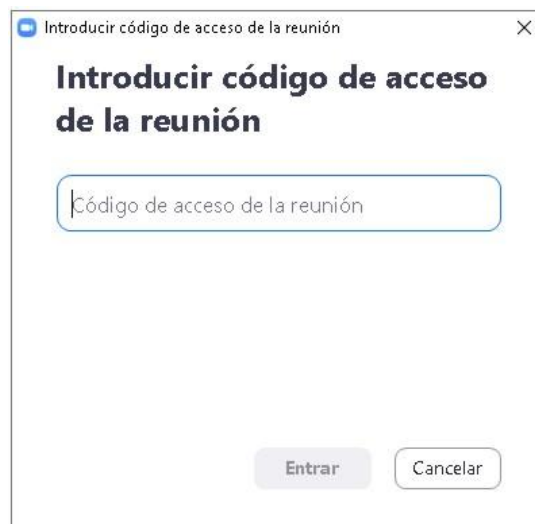 Introducir código de acceso de la reunión
Introducir código de acceso
de la reunión
Código de acceso de la reunión
Entrar
Cancelar